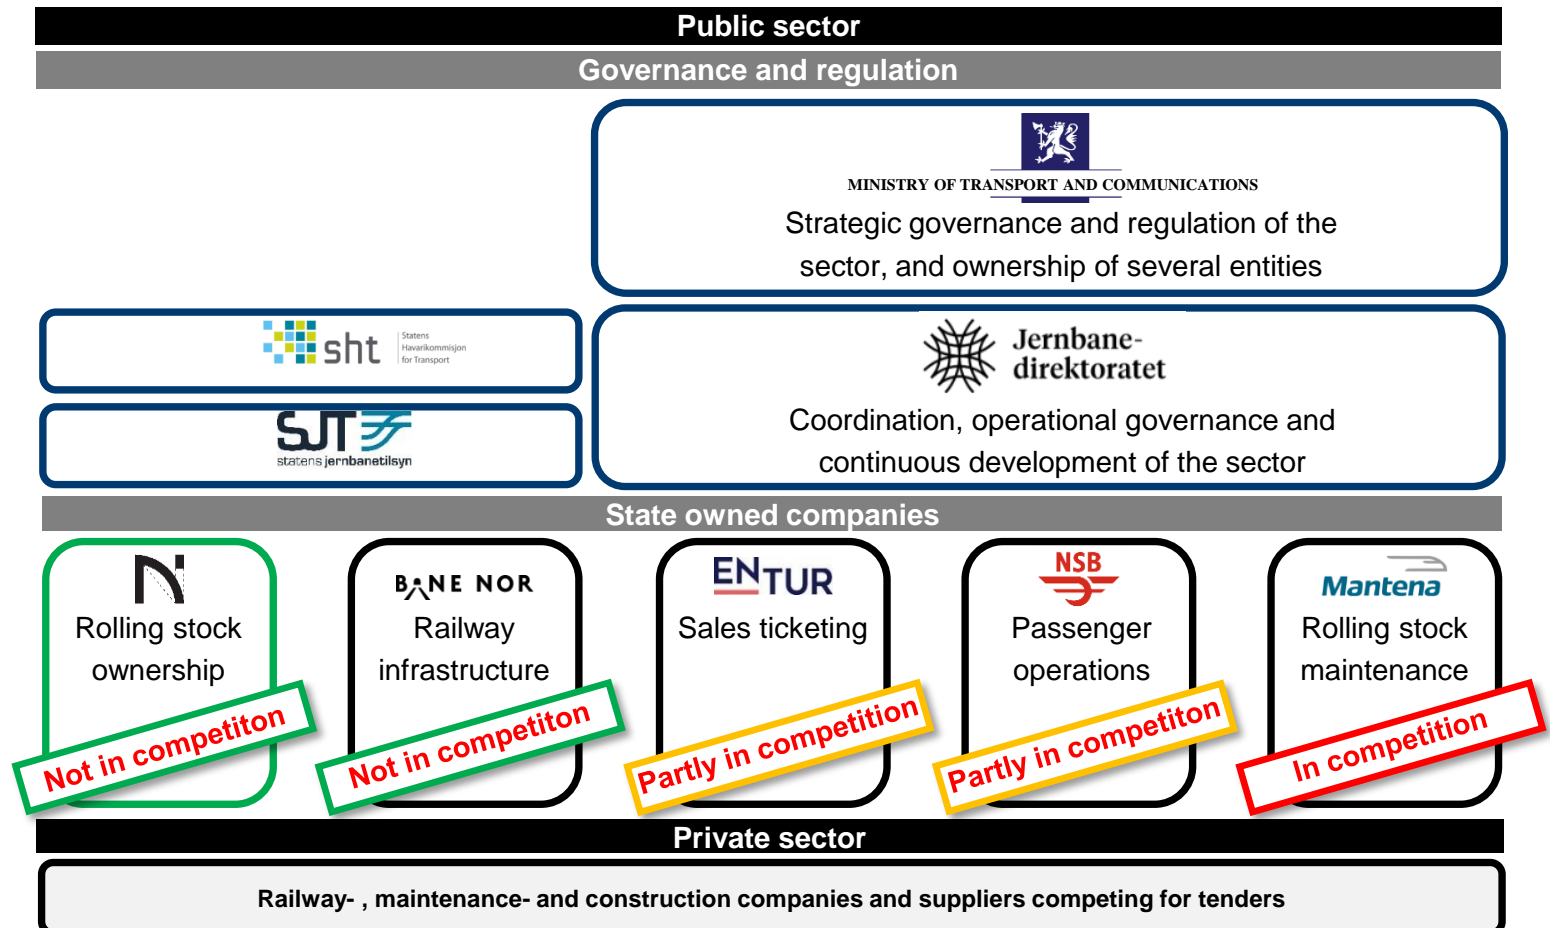 Public sector
Governance and regulation
MINISTRY OF TRANSPORT AND COMMUNICATIONS
Strategic governance and regulation of the
sector, and ownership of several entities
sht
Statens
Havarikommisjon
for Transport
SJT
statens jernbanetilsyn
Jernbane-
direktoratet
Coordination, operational governance and
continuous development of the sector
State owned companies
N
Rolling stock
ownership
Not in competiton
BANE NOR
Railway
infrastructure
Not in competiton
ENTUR
Sales ticketing
Partly in competition
NSB
Passenger
operations
Partly in competiton
Mantena
Rolling stock
maintenance
In competition
Private sector
Railway- , maintenance- and construction companies and suppliers competing for tenders